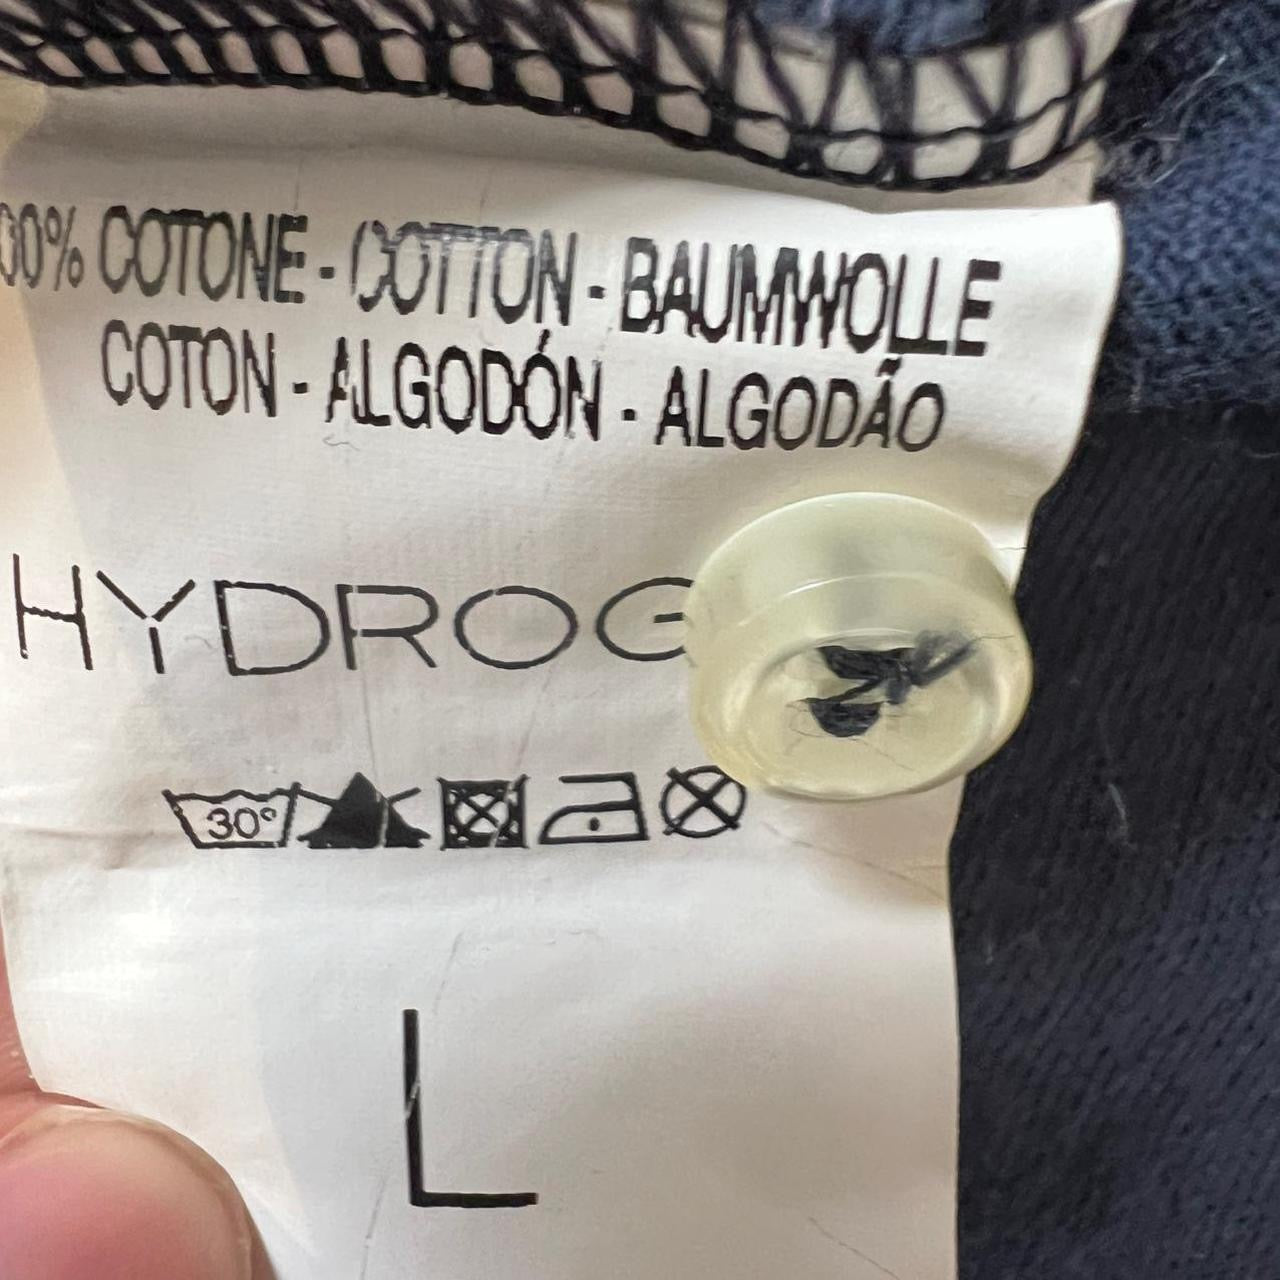 00% COTONE - COTTON - BAUMWOLLE
COTON - ALGODÓN - ALGODÃO
HYDROG
30°
L